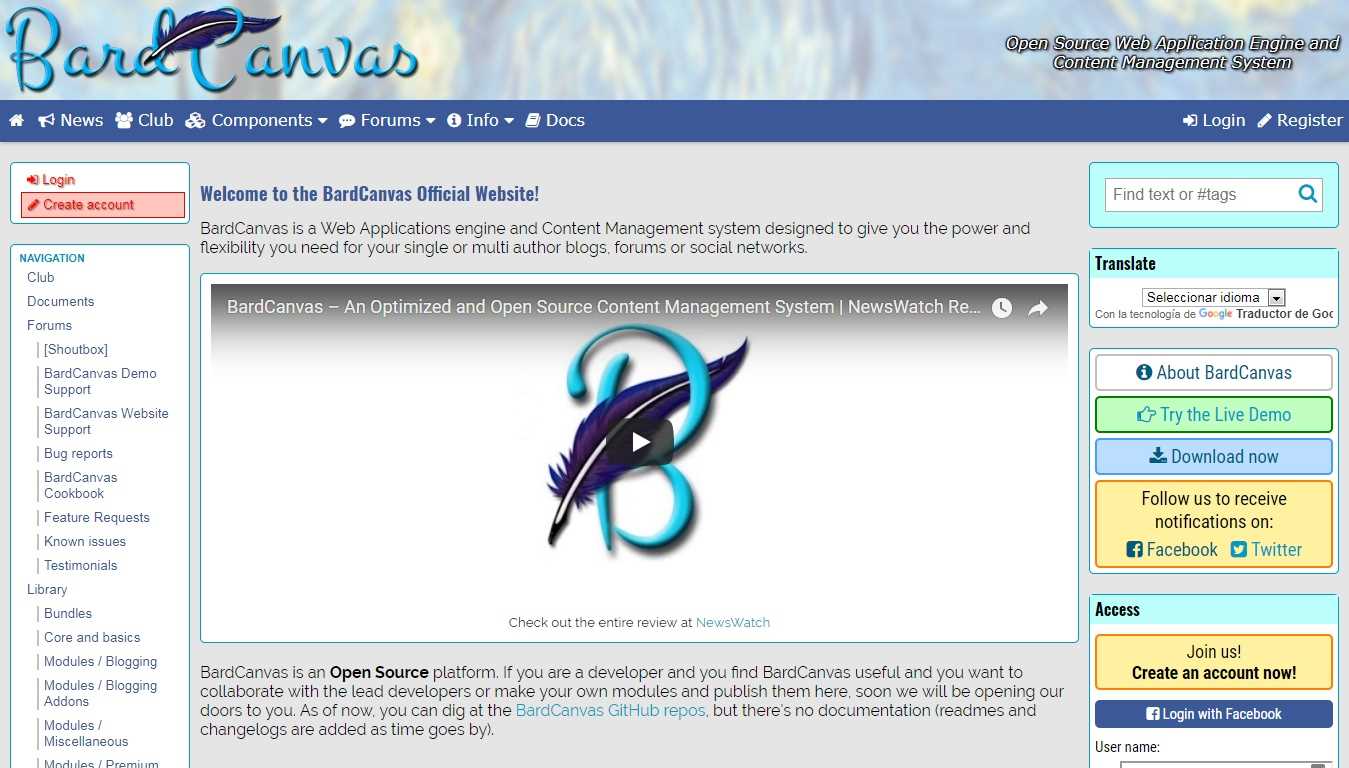 BardCanvas
Open Source Web Application Engine and
Content Management System
News Club Components Forums Info Docs Login Register
Login
Create account
NAVIGATION
Club
Documents
Forums
[Shoutbox]
BardCanvas Demo
Support
BardCanvas Website
Support
Bug reports
BardCanvas
Cookbook
Feature Requests
Known issues
Testimonials
Library
Bundles
Core and basics
Modules / Blogging
Modules / Blogging
Addons
Modules /
Miscellaneous
Modules / Premium
Welcome to the BardCanvas Official Website!
BardCanvas is a Web Applications engine and Content Management system designed to give you the power and
flexibility you need for your single or multi author blogs, forums or social networks.
BardCanvas – An Optimized and Open Source Content Management System | NewsWatch Re...
B
Check out the entire review at NewsWatch
BardCanvas is an Open Source platform. If you are a developer and you find BardCanvas useful and you want to
collaborate with the lead developers or make your own modules and publish them here, soon we will be opening our
doors to you. As of now, you can dig at the BardCanvas GitHub repos, but there's no documentation (readmes and
changelogs are added as time goes by).
Find text or #tags
Translate
Seleccionar idioma
Con la tecnología de Google Traductor de Goo
About BardCanvas
Try the Live Demo
Download now
Follow us to receive
notifications on:
Facebook Twitter
Access
Join us!
Create an account now!
Login with Facebook
User name: